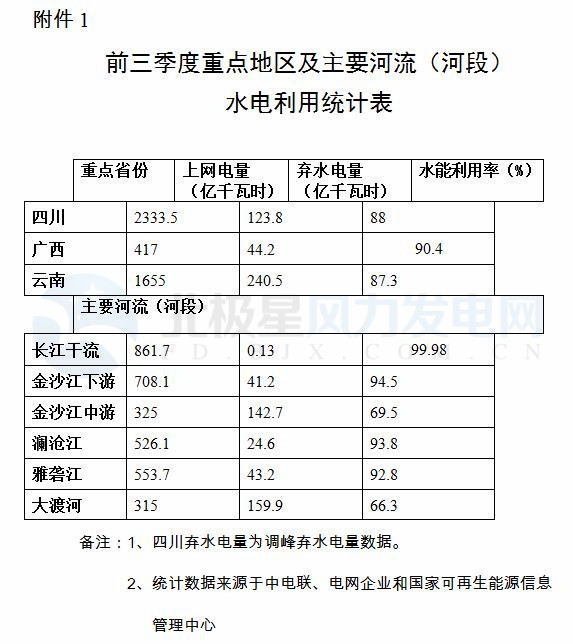 附件1
前三季度重点地区及主要河流（河段）
水电利用统计表
重点省份 上网电量（亿千瓦时） 弃水电量（亿千瓦时） 水能利用率（%）
四川 2333.5 123.8 88
广西 417 44.2 90.4
云南 1655 240.5 87.3
主要河流（河段）
长江干流 861.7 0.13 99.98
金沙江下游 708.1 41.2 94.5
金沙江中游 325 142.7 69.5
澜沧江 526.1 24.6 93.8
雅砻江 553.7 43.2 92.8
大渡河 315 159.9 66.3
备注：1、四川弃水电量为调峰弃水电量数据。
2、统计数据来源于中电联、电网企业和国家可再生能源信息
管理中心
北极星风力发电网
FD.BJX.COM.CN